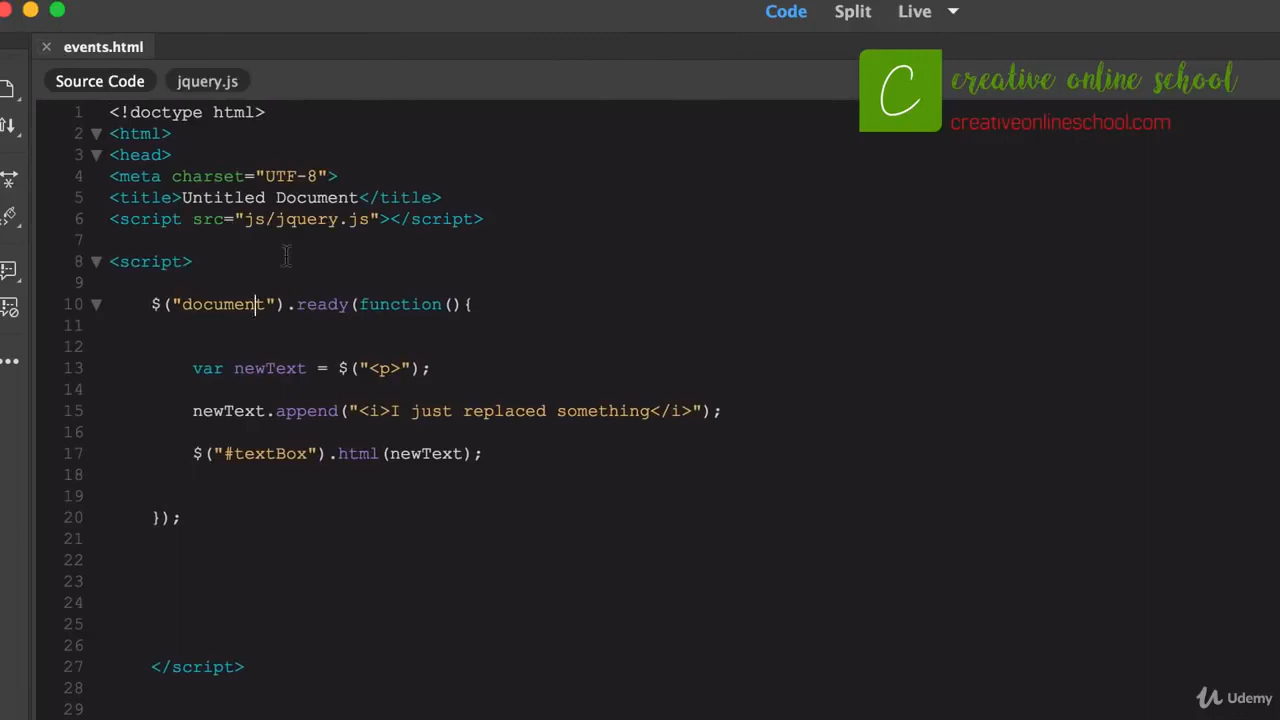 Code Split Live
events.html
Source Code jquery.js
creative online school
creativeonlineschool.com
C
1 <!doctype html>
2 <html>
3 <head>
4 <meta charset="UTF-8">
5 <title>Untitled Document</title>
6 <script src="js/jquery.js"></script>
7
8 <script>
9
10 $("document").ready(function(){
11
12
13 var newText = $("<p>");
14
15 newText.append("<i>I just replaced something</i>");
16
17 $("#textBox").html(newText);
18
19
20 });
21
22
23
24
25
26
27 </script>
28
29
Udemy